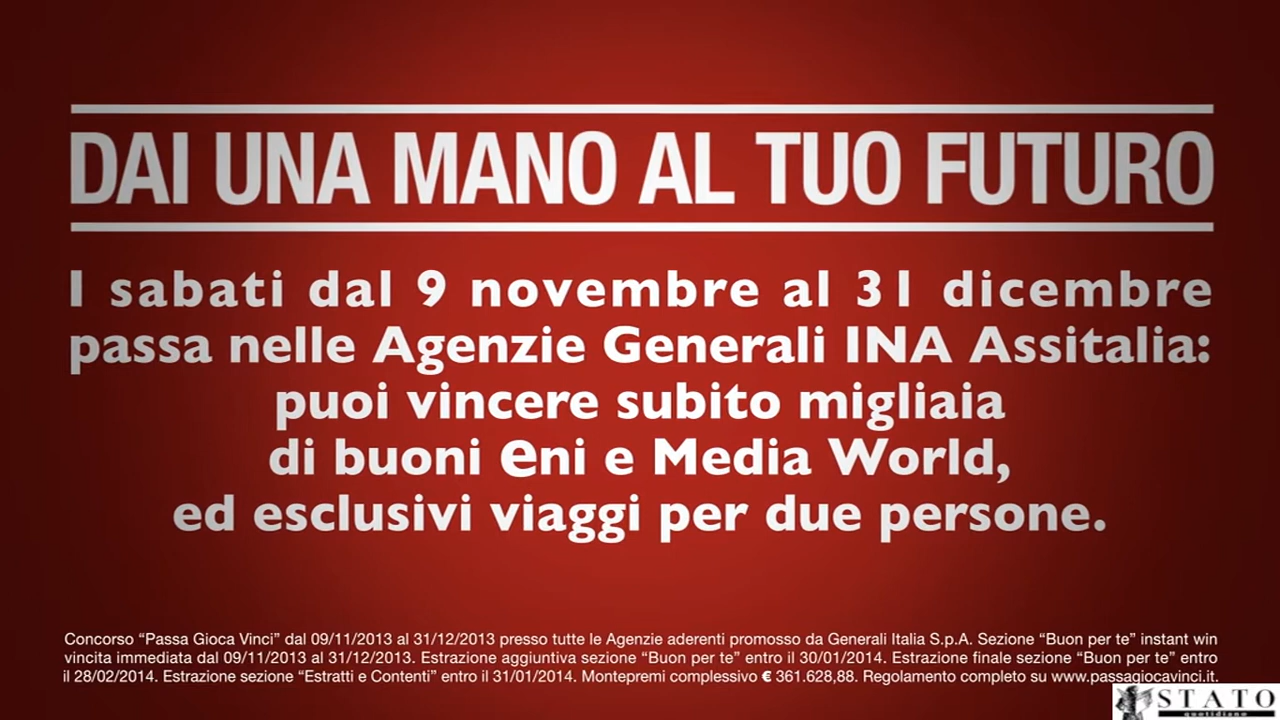 DAI UNA MANO AL TUO FUTURO
I sabati dal 9 novembre al 31 dicembre
passa nelle Agenzie Generali INA Assitalia:
puoi vincere subito migliaia
di buoni eni e Media World,
ed esclusivi viaggi per due persone.
Concorso “Passa Gioca Vinci” dal 09/11/2013 al 31/12/2013 presso tutte le Agenzie aderenti promosso da Generali Italia S.p.A. Sezione “Buon per te” instant win
vincita immediata dal 09/11/2013 al 31/12/2013. Estrazione aggiuntiva sezione “Buon per te” entro il 30/01/2014. Estrazione finale sezione “Buon per te” entro
il 28/02/2014. Estrazione sezione “Estratti e Contenti” entro il 31/01/2014. Montepremi complessivo € 361.628,88. Regolamento completo su www.passagiocavinci.it.
STATO
quotidiano